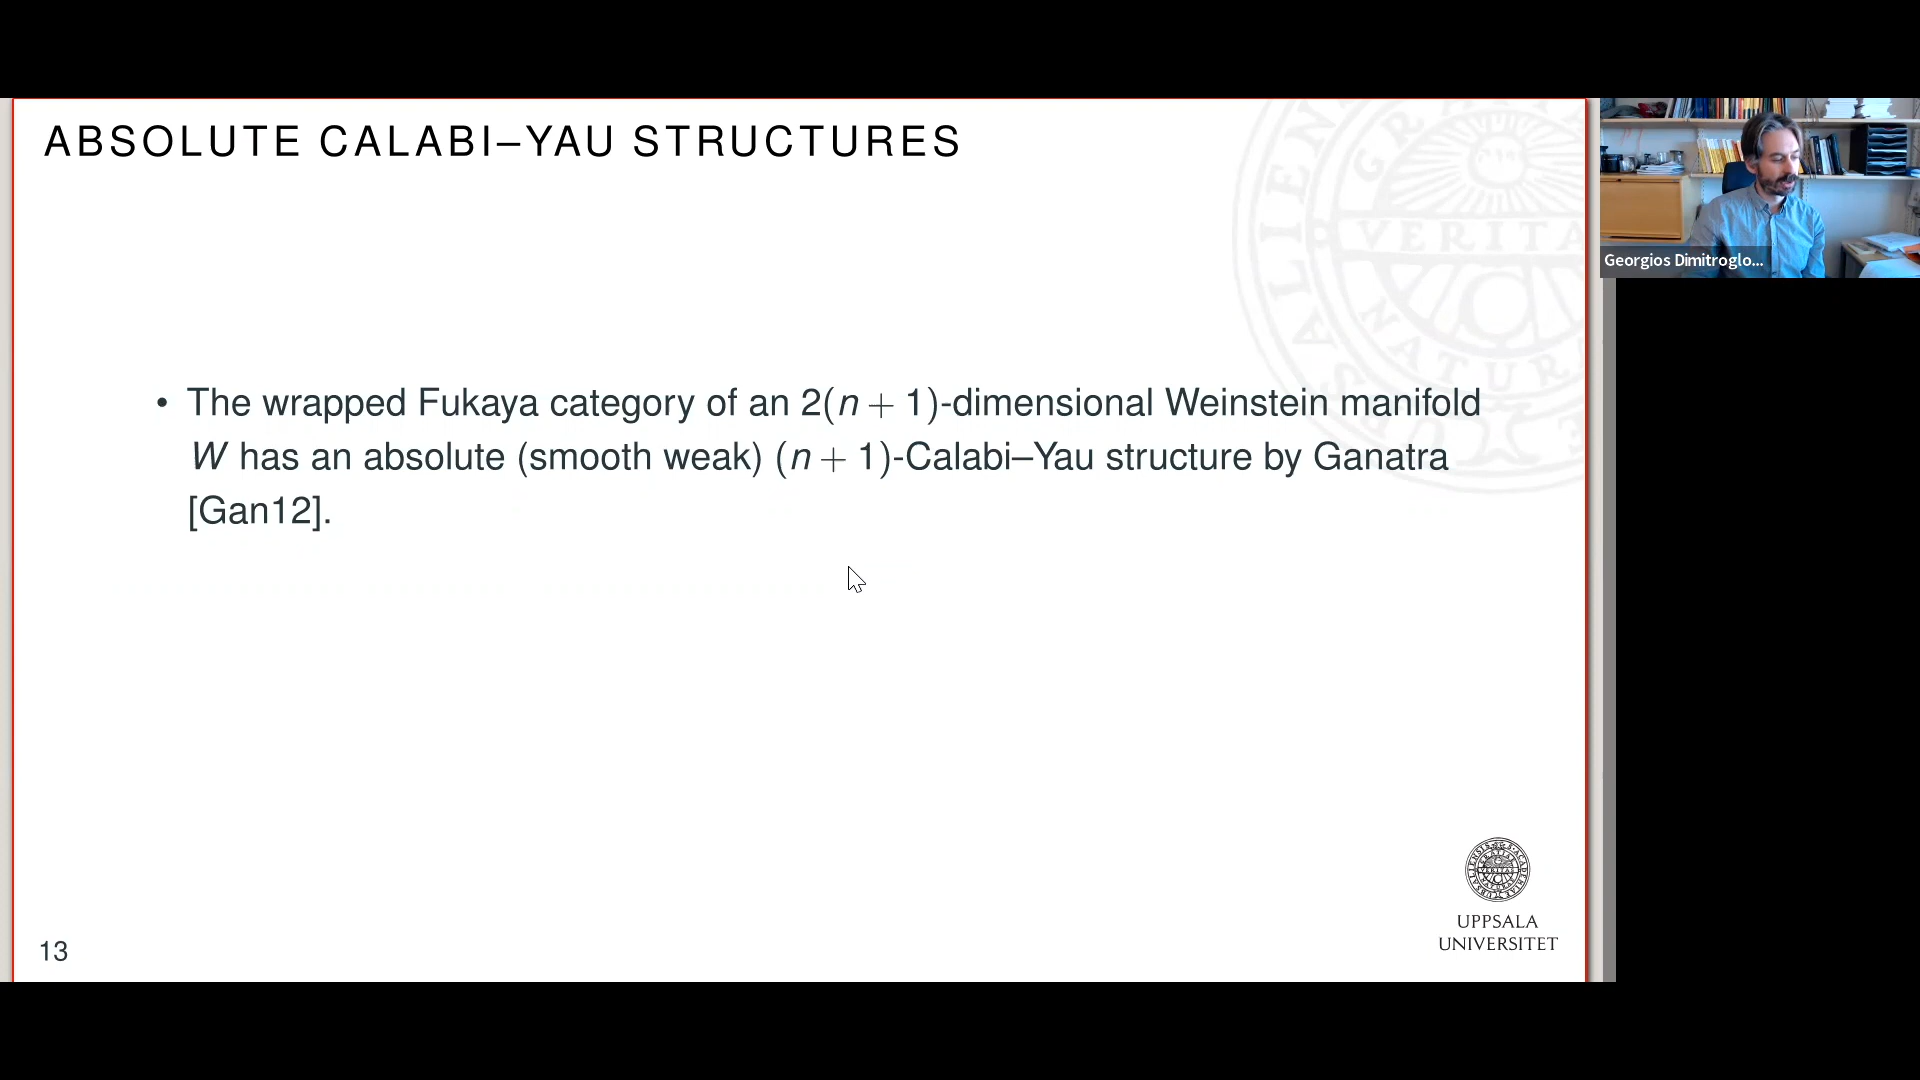 ABSOLUTE CALABI–YAU STRUCTURES
• The wrapped Fukaya category of an 2(n + 1)-dimensional Weinstein manifold
W has an absolute (smooth weak) (n + 1)-Calabi–Yau structure by Ganatra
[Gan12].
13
UPPSALA
UNIVERSITET
Georgios Dimitroglo...
VERITA